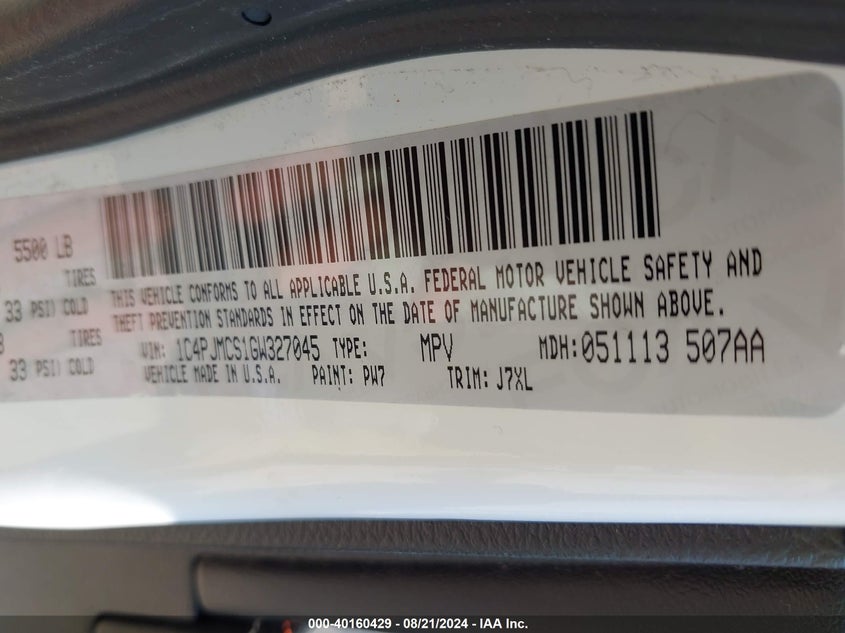 5500 LB
TIRES
33 PSI) COLD
TIRES
33 PSI) COLD
THIS VEHICLE CONFORMS TO ALL APPLICABLE U.S.A. FEDERAL MOTOR VEHICLE SAFETY AND
THEFT PREVENTION STANDARDS IN EFFECT ON THE DATE OF MANUFACTURE SHOWN ABOVE.
VIN: 1C4PJMCS1GW327045 TYPE: MPV MDH:051113 507AA
VEHICLE MADE IN U.S.A. PAINT: PW7 TRIM: J7XL
000-40160429 - 08/21/2024 - IAA Inc.